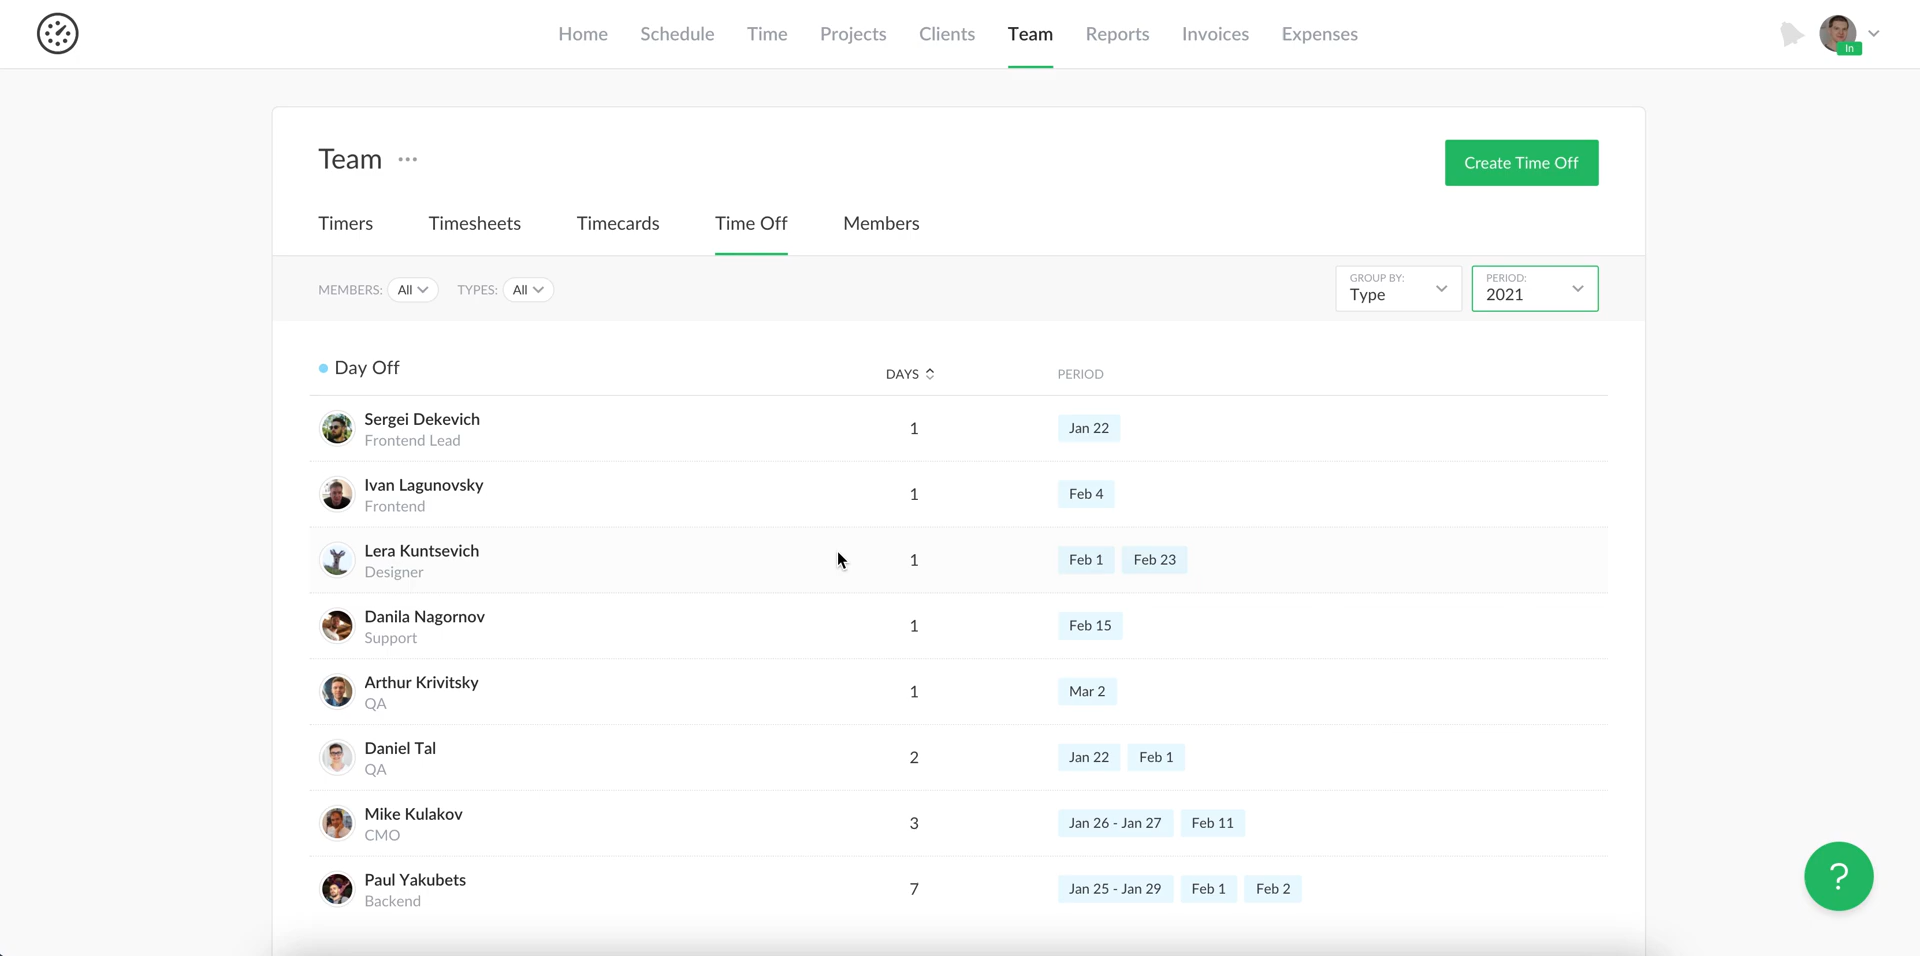 Home Schedule Time Projects Clients Team Reports Invoices Expenses
In
Team ···
Create Time Off
Timers Timesheets Timecards Time Off Members
MEMBERS: All TYPES: All
GROUP BY:
Type
PERIOD:
2021
Day Off DAYS PERIOD
Sergei Dekevich
Frontend Lead
1 Jan 22
Ivan Lagunovsky
Frontend
1 Feb 4
Lera Kuntsevich
Designer
1 Feb 1 Feb 23
Danila Nagornov
Support
1 Feb 15
Arthur Krivitsky
QA
1 Mar 2
Daniel Tal
QA
2 Jan 22 Feb 1
Mike Kulakov
CMO
3 Jan 26 - Jan 27 Feb 11
Paul Yakubets
Backend
7 Jan 25 - Jan 29 Feb 1 Feb 2
?